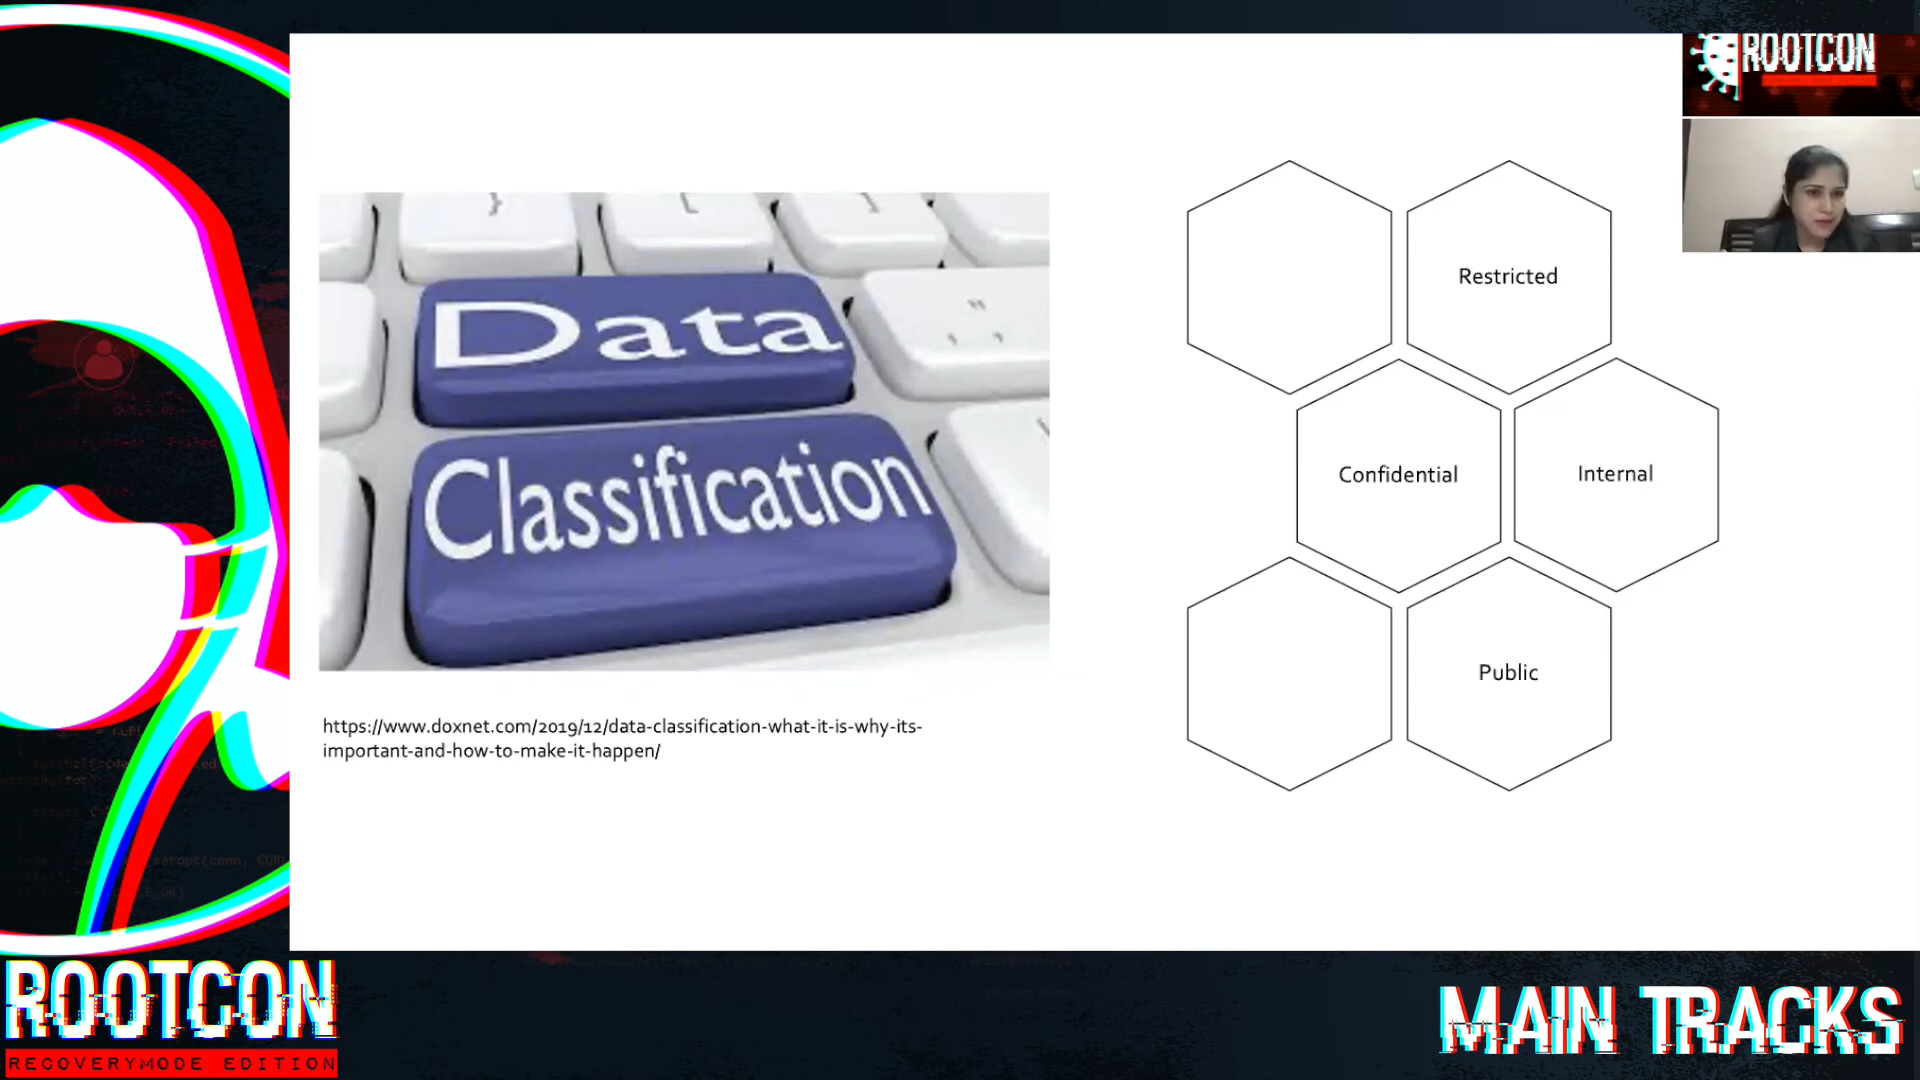 ROOTCON
Restricted
Data
Classification
Confidential
Internal
Public
https://www.doxnet.com/2019/12/data-classification-what-it-is-why-its-
important-and-how-to-make-it-happen/
ROOTCON
RECOVERYMODE EDITION
MAIN TRACKS